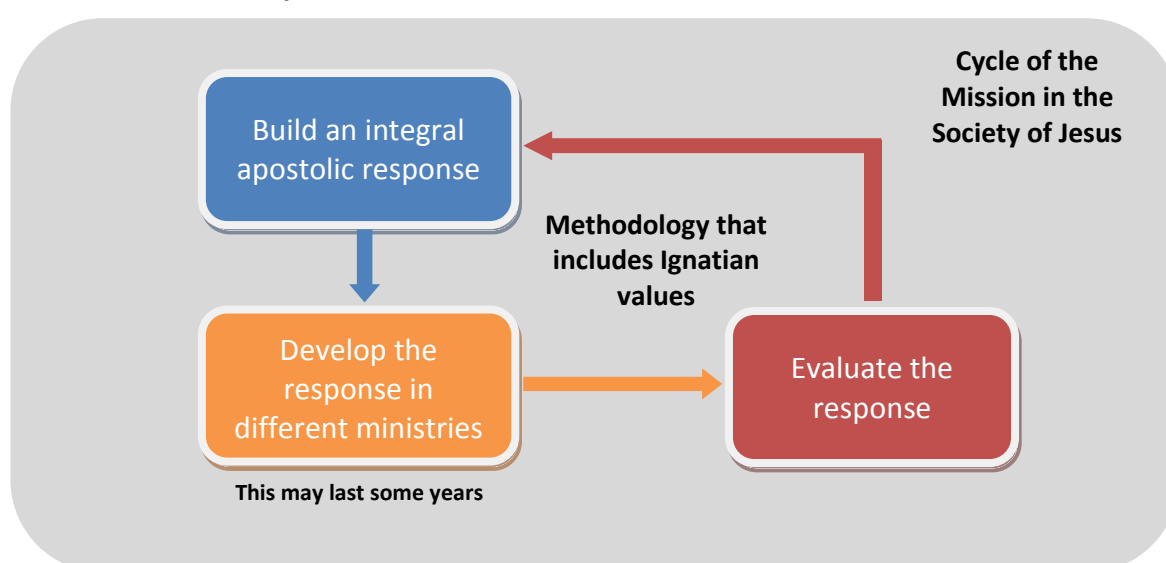 Cycle of the
Mission in the
Society of Jesus
Build an integral
apostolic response
Methodology that
includes Ignatian
values
Develop the
response in
different ministries
Evaluate the
response
This may last some years